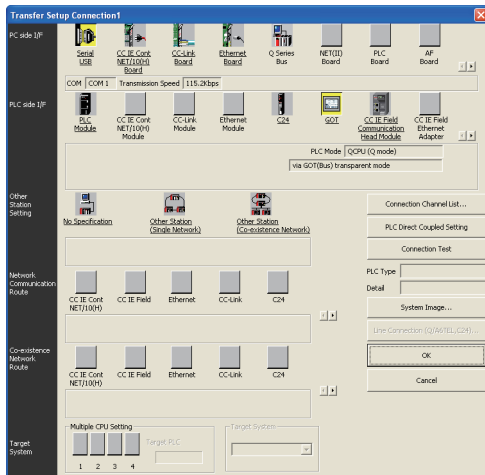 Transfer Setup Connection1
PC side I/F
Serial
USB
CC IE Cont
NET/10(H)
Board
CC-Link
Board
Ethernet
Board
Q Series
Bus
NET(II)
Board
PLC
Board
AF
Board
COM COM 1 Transmission Speed 115.2Kbps
PLC side I/F
PLC
Module
CC IE Cont
NET/10(H)
Module
CC-Link
Module
Ethernet
Module
C24
GOT
CC IE Field
Communication
Head Module
CC IE Field
Ethernet
Adapter
PLC Mode QCPU (Q mode)
via GOT(Bus) transparent mode
Other
Station
Setting
No Specification
Other Station
(Single Network)
Other Station
(Co-existence Network)
Connection Channel List...
PLC Direct Coupled Setting
Connection Test
PLC Type
Detail
System Image...
Line Connection (Q/A6TEL,C24)...
OK
Cancel
Network
Communication
Route
CC IE Cont
NET/10(H)
CC IE Field
Ethernet
CC-Link
C24
Co-existence
Network
Route
CC IE Cont
NET/10(H)
CC IE Field
Ethernet
CC-Link
C24
Target
System
Multiple CPU Setting
1 2 3 4
Target PLC
Target System